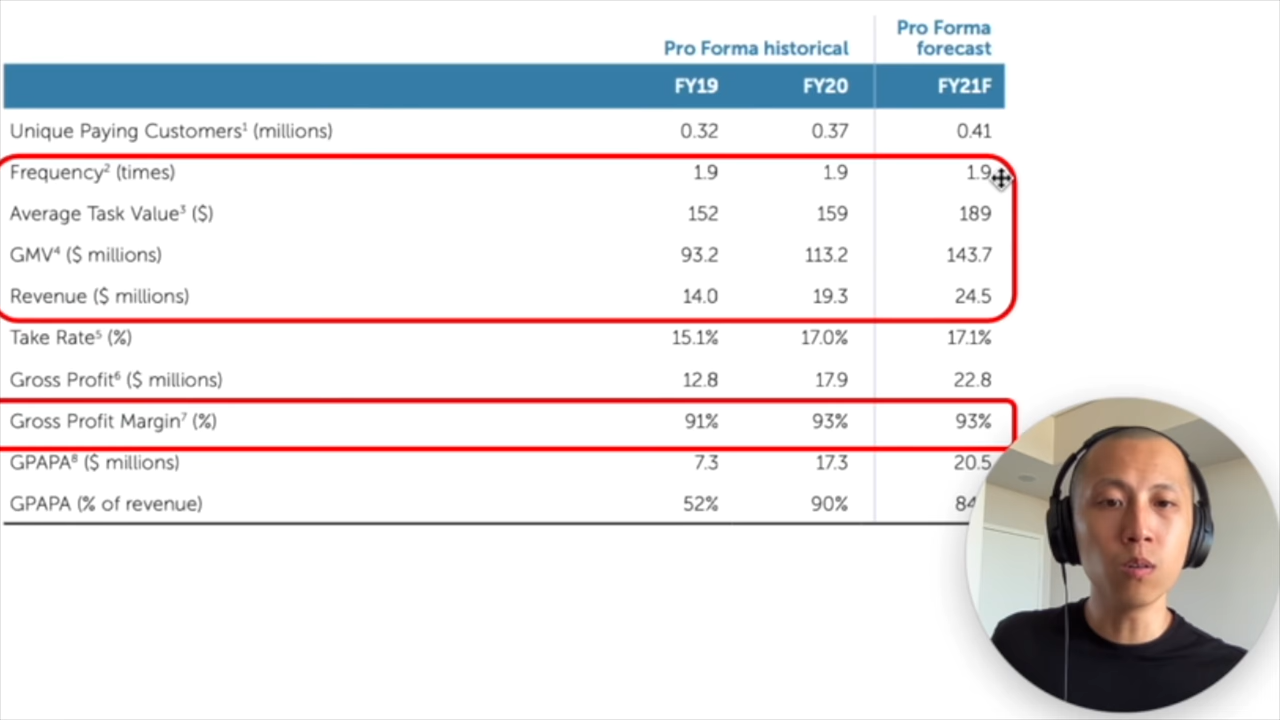 Pro Forma historical Pro Forma forecast
FY19 FY20 FY21F
Unique Paying Customers¹ (millions) 0.32 0.37 0.41
Frequency² (times) 1.9 1.9 1.9
Average Task Value³ ($) 152 159 189
GMV⁴ ($ millions) 93.2 113.2 143.7
Revenue ($ millions) 14.0 19.3 24.5
Take Rate⁵ (%) 15.1% 17.0% 17.1%
Gross Profit⁶ ($ millions) 12.8 17.9 22.8
Gross Profit Margin⁷ (%) 91% 93% 93%
GPAPA⁸ ($ millions) 7.3 17.3 20.5
GPAPA (% of revenue) 52% 90%